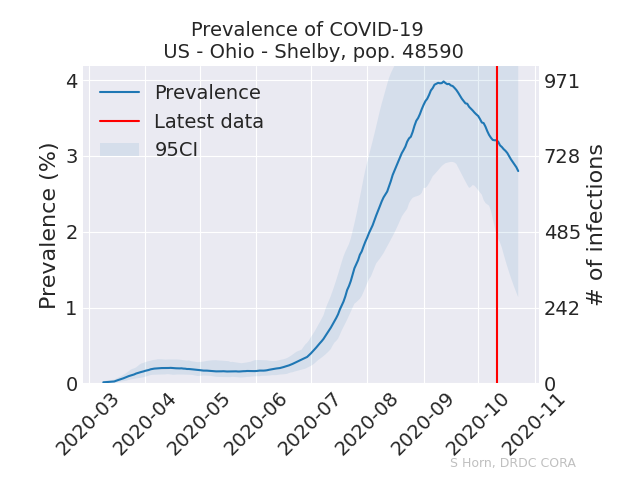 Prevalence of COVID-19
US - Ohio - Shelby, pop. 48590
Prevalence
Latest data
95CI
Prevalence (%)
4
3
2
1
0
971
728
485
242
0
# of infections
2020-03
2020-04
2020-05
2020-06
2020-07
2020-08
2020-09
2020-10
2020-11
S Horn, DRDC CORA